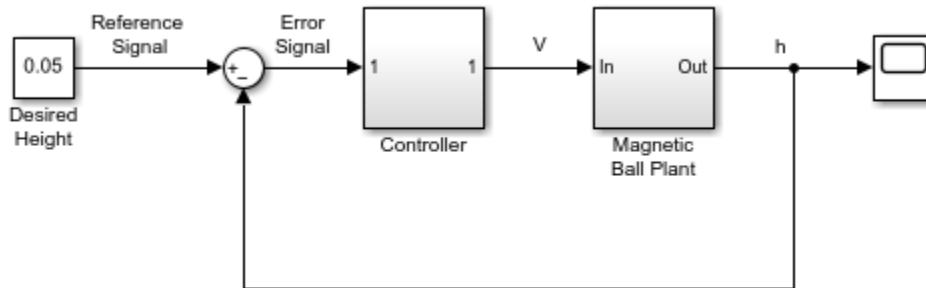 Reference
Signal
Error
Signal
V
h
0.05
+
−
1
1
In
Out
Desired
Height
Controller
Magnetic
Ball Plant